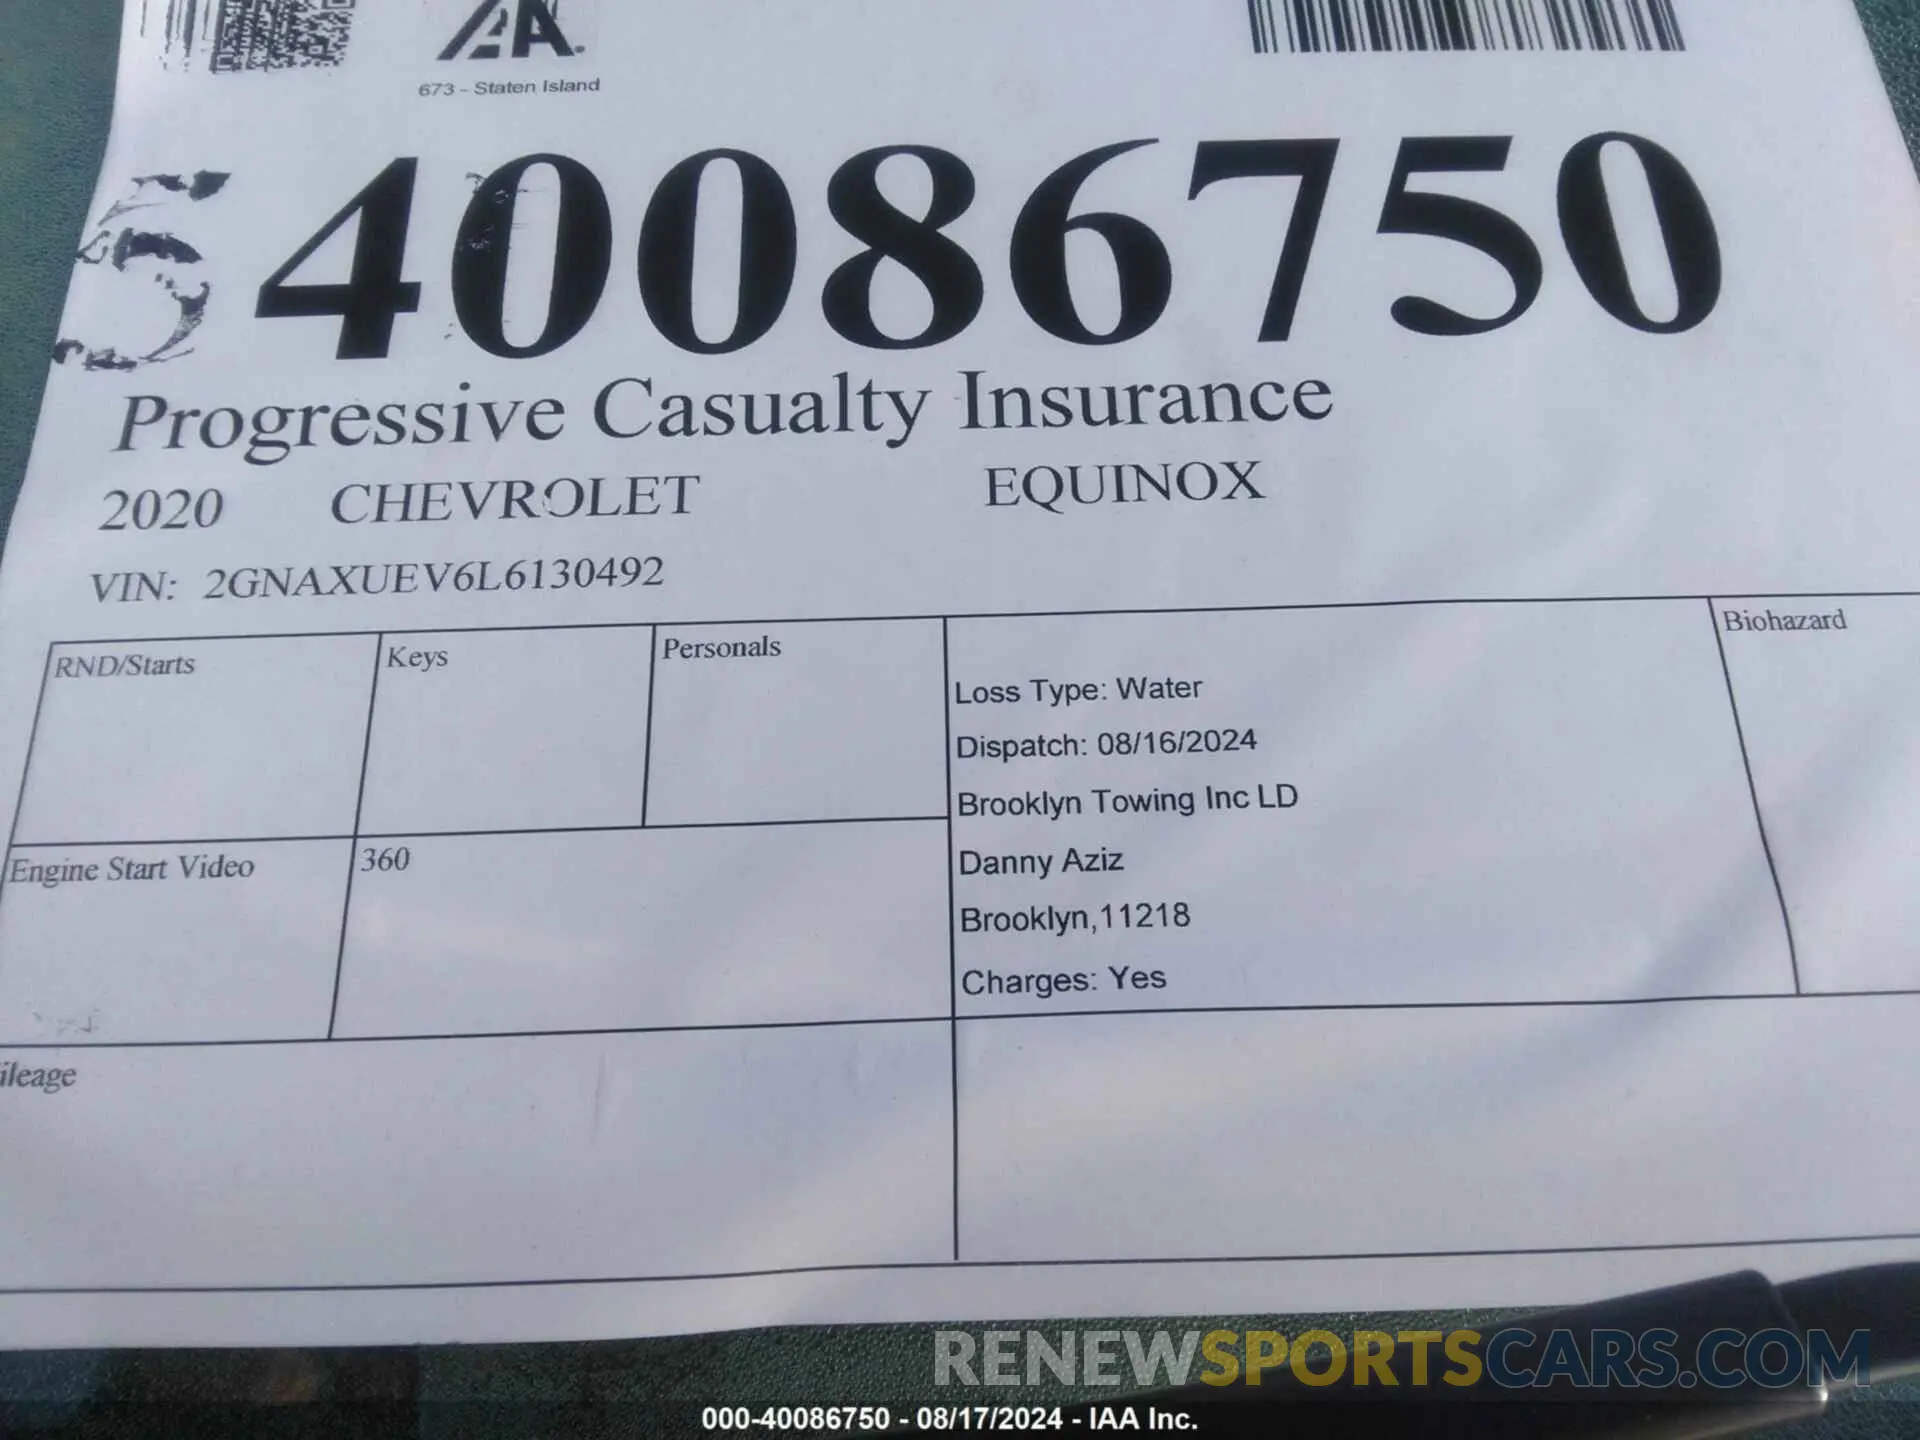 IAA.
673 - Staten Island
5
40086750
Progressive Casualty Insurance
2020 CHEVROLET EQUINOX
VIN: 2GNAXUEV6L6130492
RND/Starts
Keys
Personals
Loss Type: Water
Dispatch: 08/16/2024
Brooklyn Towing Inc LD
Danny Aziz
Brooklyn,11218
Charges: Yes
Biohazard
Engine Start Video
360
ileage
RENEWSPORTSCARS.COM
000-40086750 - 08/17/2024 - IAA Inc.